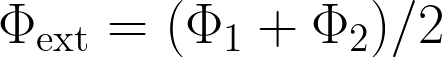 Φ_ext = (Φ_1 + Φ_2)/2